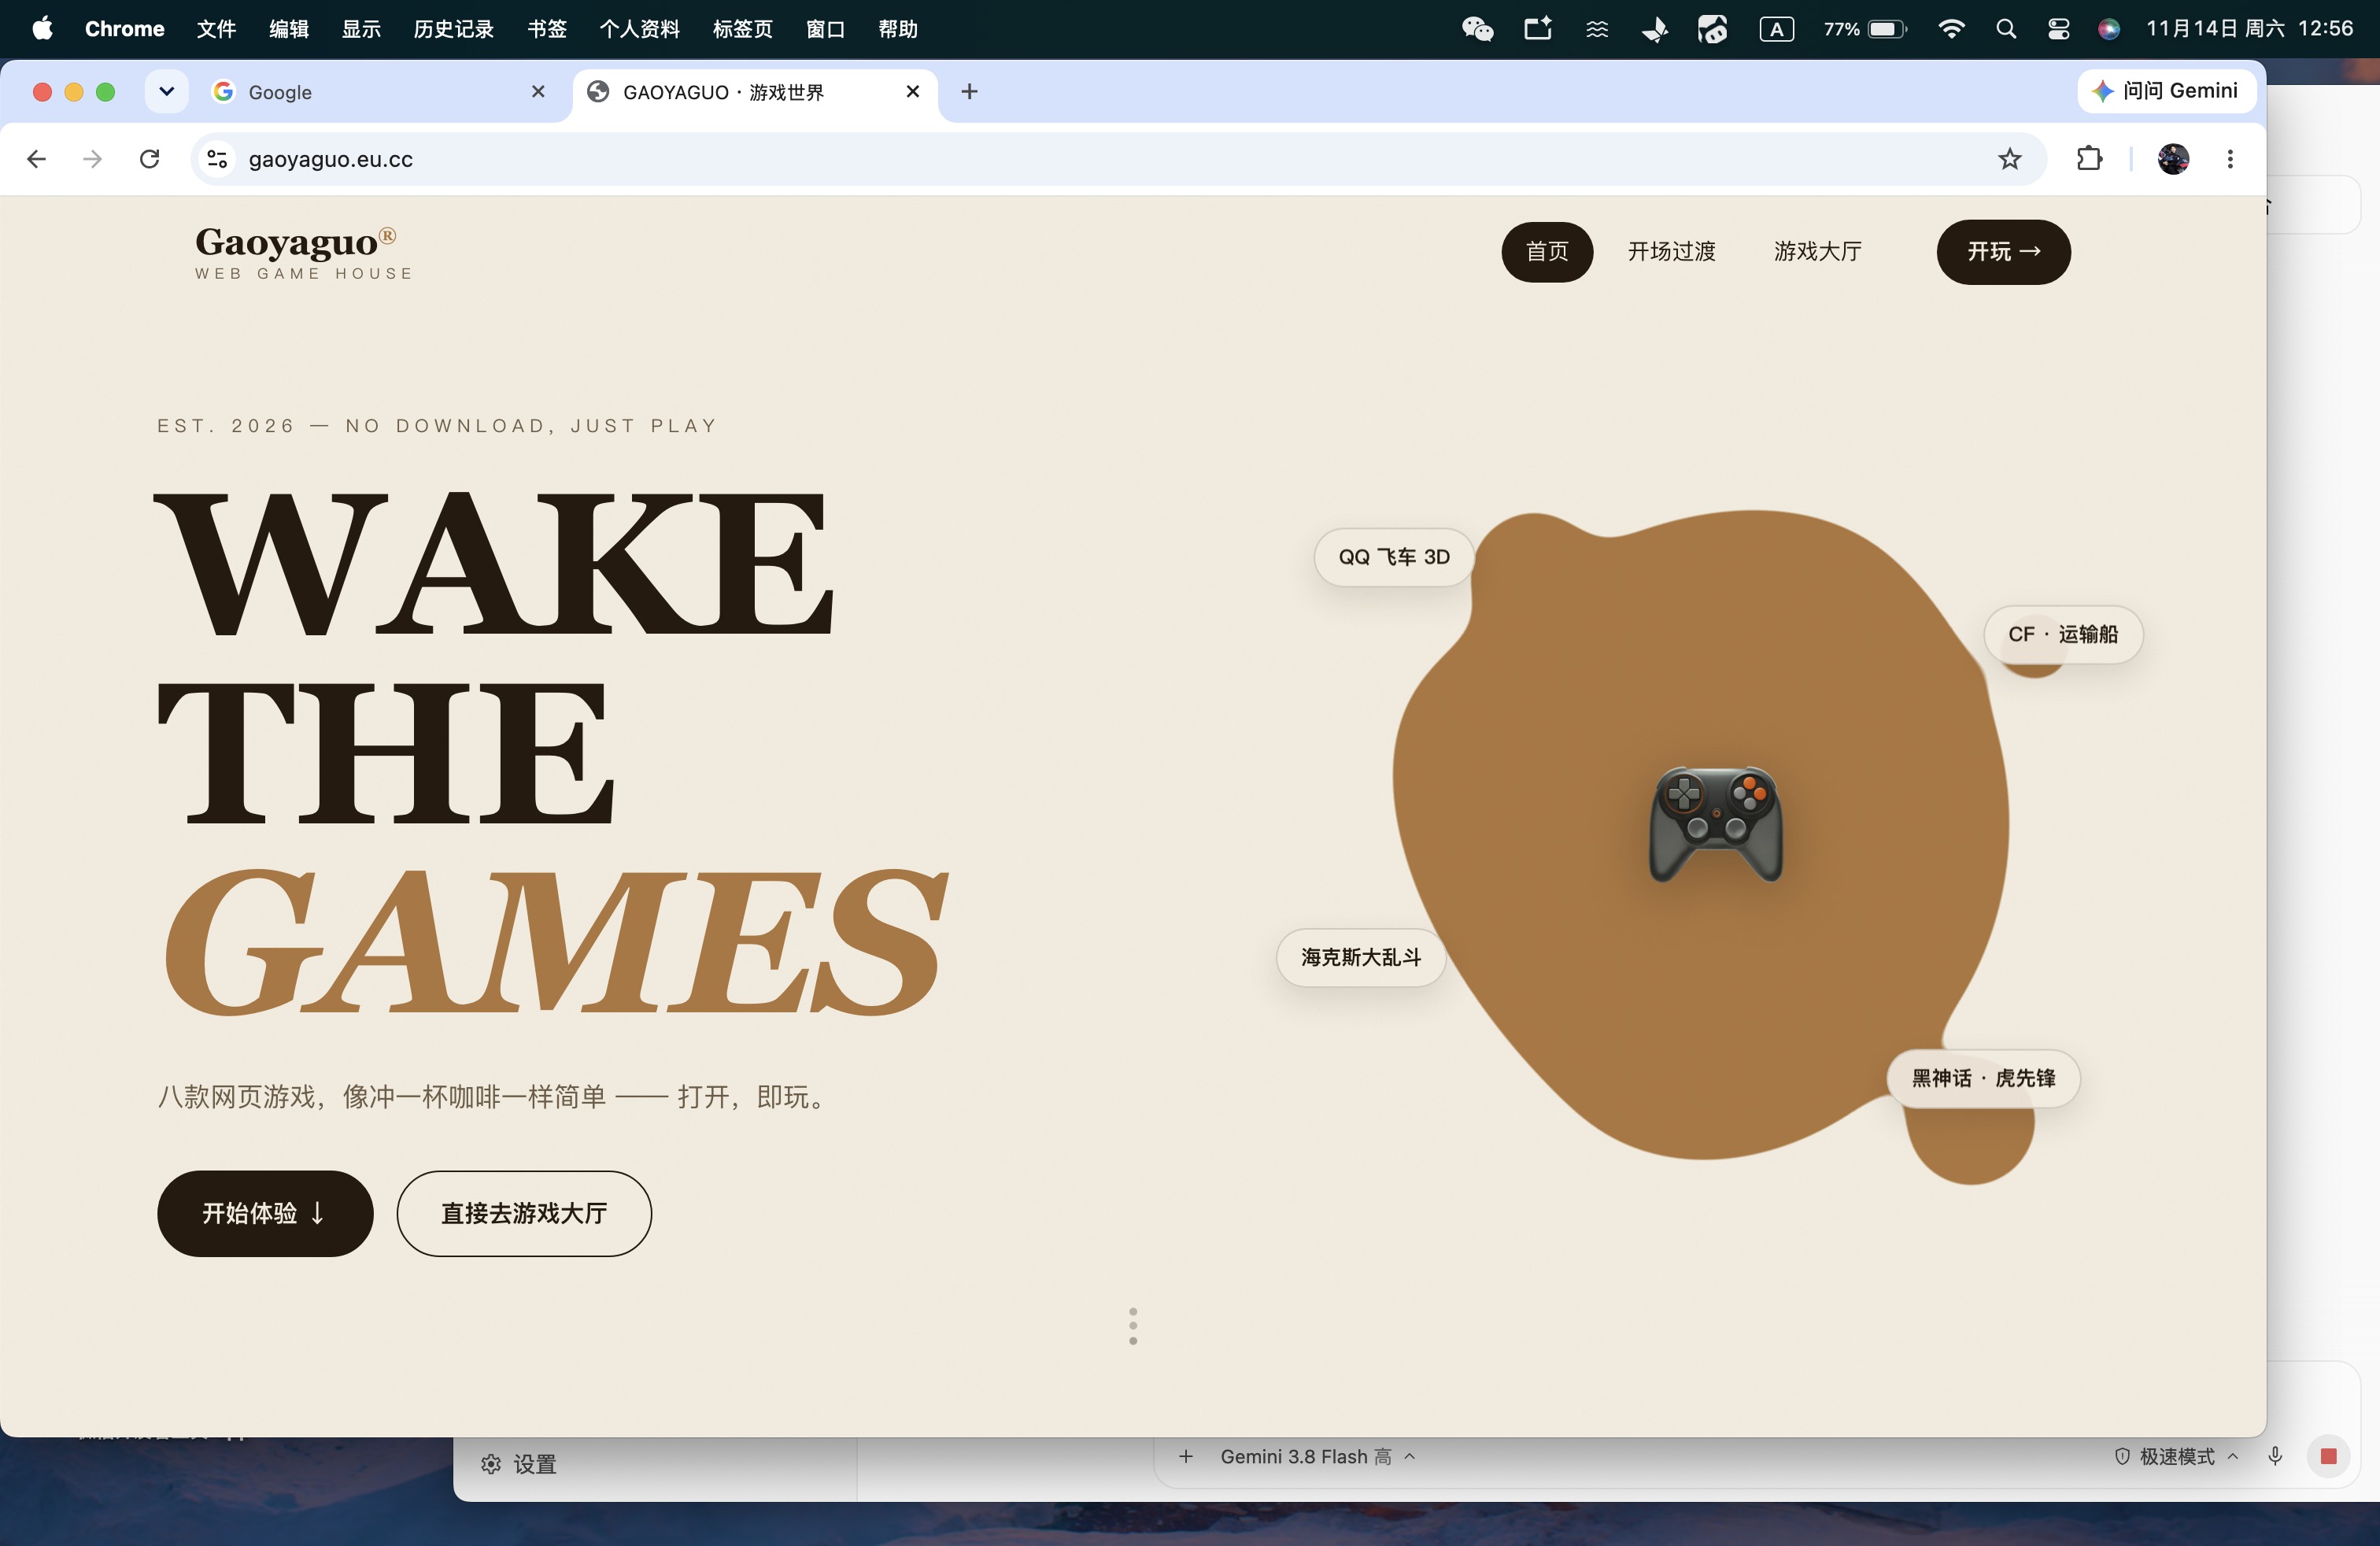 Chrome 文件 编辑 显示 历史记录 书签 个人资料 标签页 窗口 帮助 A 77% 11月14日 周六 12:56
Google
GAOYAGUO · 游戏世界
问问 Gemini
gaoyaguo.eu.cc
Gaoyaguo®
WEB GAME HOUSE
首页 开场过渡 游戏大厅 开玩 →
EST. 2026 — NO DOWNLOAD, JUST PLAY
WAKE
THE
GAMES
QQ 飞车 3D
CF · 运输船
海克斯大乱斗
黑神话 · 虎先锋
八款网页游戏，像冲一杯咖啡一样简单 —— 打开，即玩。
开始体验 ↓
直接去游戏大厅
设置
Gemini 3.8 Flash 高
极速模式